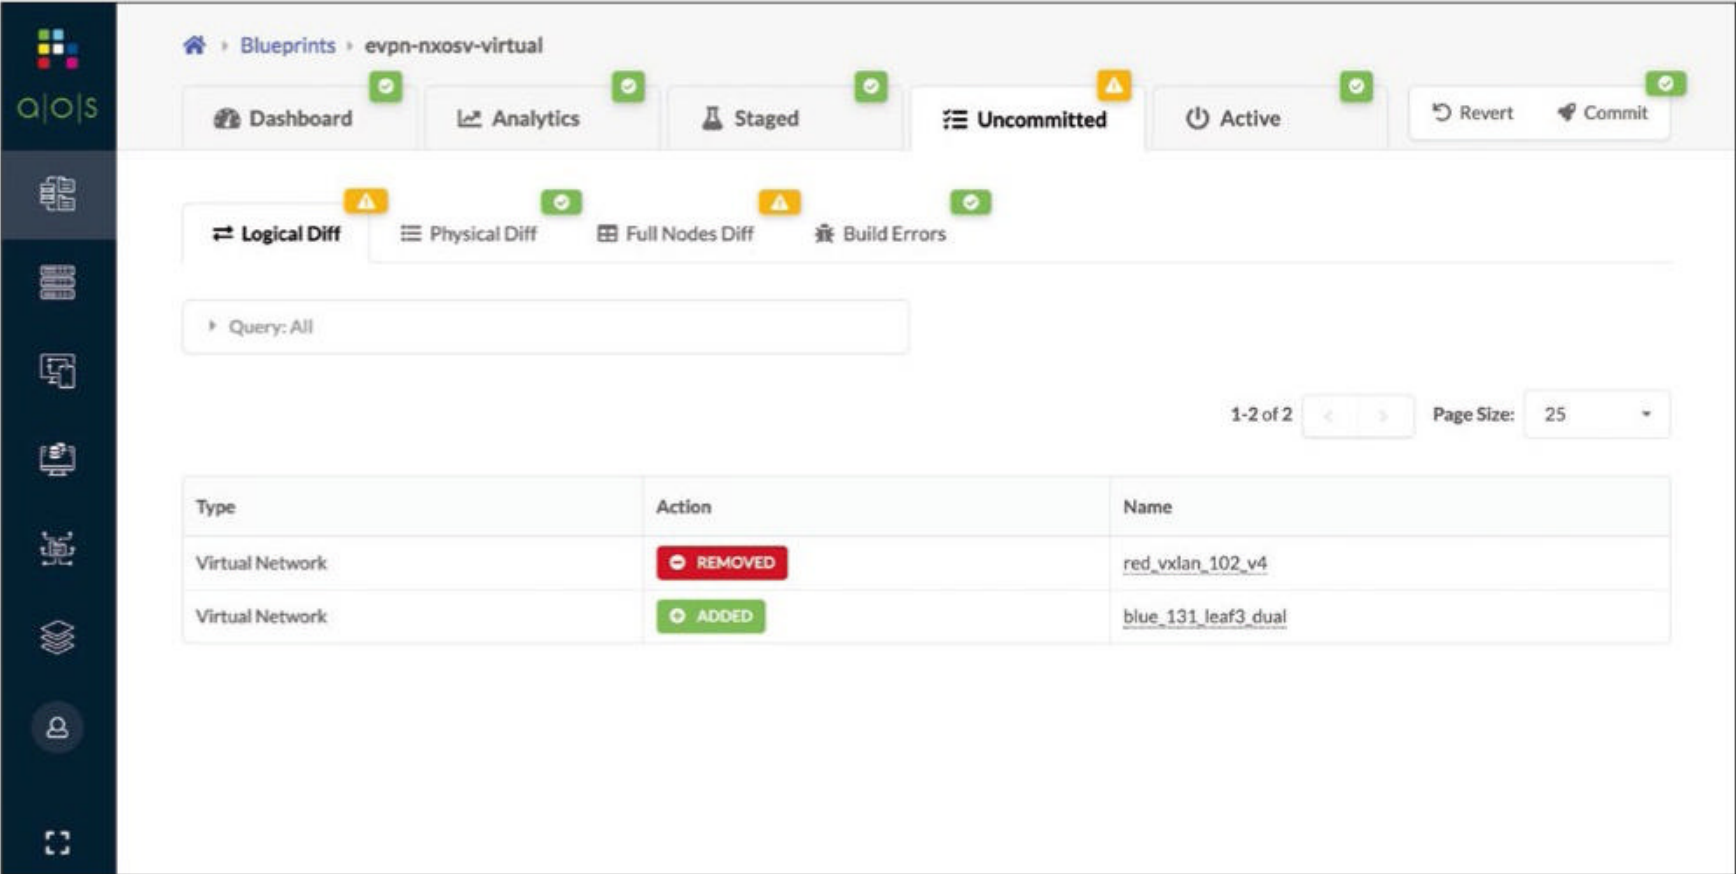 Blueprints evpn-nxosv-virtual
a|o|s
Dashboard Analytics Staged Uncommitted Active Revert Commit
Logical Diff Physical Diff Full Nodes Diff Build Errors
Query: All
1-2 of 2 Page Size: 25
Type Action Name
Virtual Network REMOVED red_vxlan_102_v4
Virtual Network ADDED blue_131_leaf3_dual